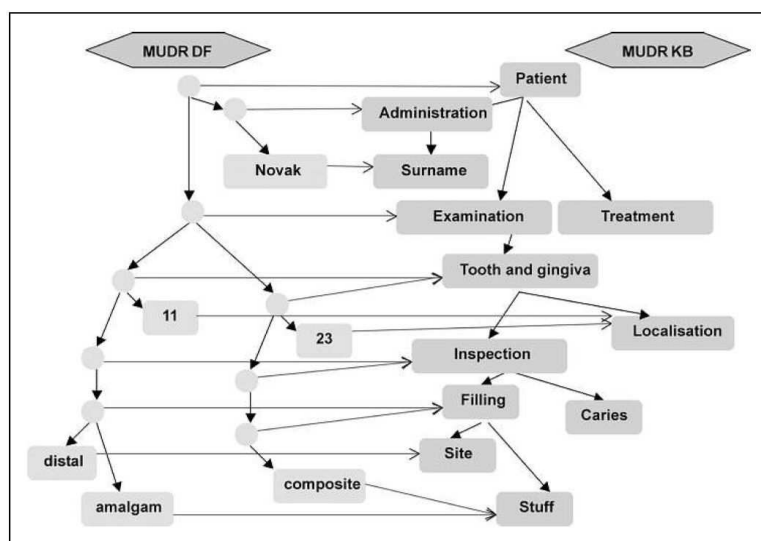 MUDR DF
MUDR KB
Patient
Administration
Novak
Surname
Examination
Treatment
Tooth and gingiva
11
23
Localisation
Inspection
Filling
Caries
distal
Site
amalgam
composite
Stuff